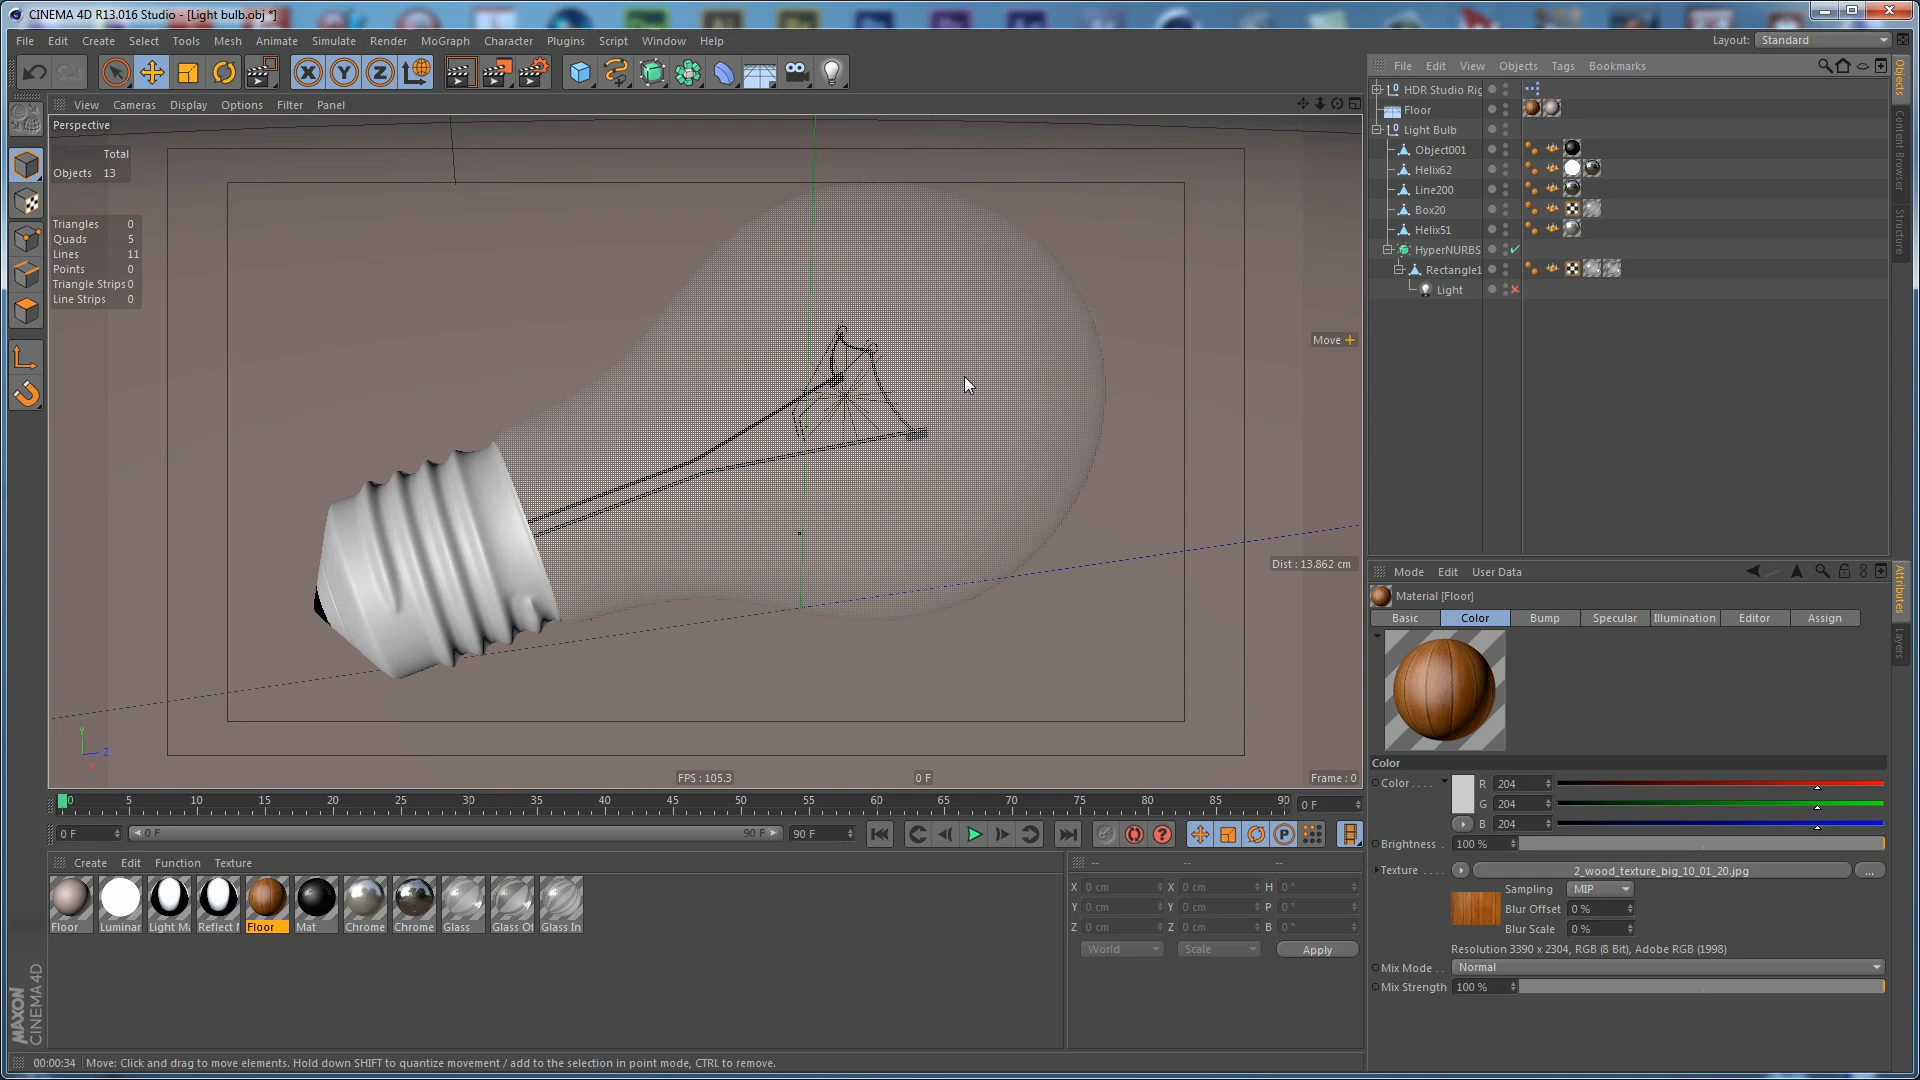 CINEMA 4D R13.016 Studio - [Light bulb.obj *]
File Edit Create Select Tools Mesh Animate Simulate Render MoGraph Character Plugins Script Window Help
Layout: Standard
View Cameras Display Options Filter Panel
Perspective
Total
Objects 13
Triangles 0
Quads 5
Lines 11
Points 0
Triangle Strips 0
Line Strips 0
Move
Dist : 13.862 cm
Y
Z
X
FPS : 105.3
0 F
Frame : 0
0 5 10 15 20 25 30 35 40 45 50 55 60 65 70 75 80 85 90
0 F
0 F
0 F
90 F
90 F
Create Edit Function Texture
Floor
Luminar
Light Ma
Reflect M
Floor
Mat
Chrome
Chrome
Glass
Glass Ou
Glass In
-- -- --
X 0 cm X 0 cm H 0 °
Y 0 cm Y 0 cm P 0 °
Z 0 cm Z 0 cm B 0 °
World Scale Apply
MAXON
CINEMA 4D
00:00:34 Move: Click and drag to move elements. Hold down SHIFT to quantize movement / add to the selection in point mode, CTRL to remove.
File Edit View Objects Tags Bookmarks
HDR Studio Rig
Floor
Light Bulb
Object001
Helix62
Line200
Box20
Helix51
HyperNURBS
Rectangle1
Light
Objects
Content Browser
Structure
Mode Edit User Data
Material [Floor]
Basic Color Bump Specular Illumination Editor Assign
Color
Color . . . . R 204
G 204
B 204
Brightness . 100 %
Texture . . . . 2_wood_texture_big_10_01_20.jpg ...
Sampling MIP
Blur Offset 0 %
Blur Scale 0 %
Resolution 3390 x 2304, RGB (8 Bit), Adobe RGB (1998)
Mix Mode . . Normal
Mix Strength 100 %
Attributes
Layers